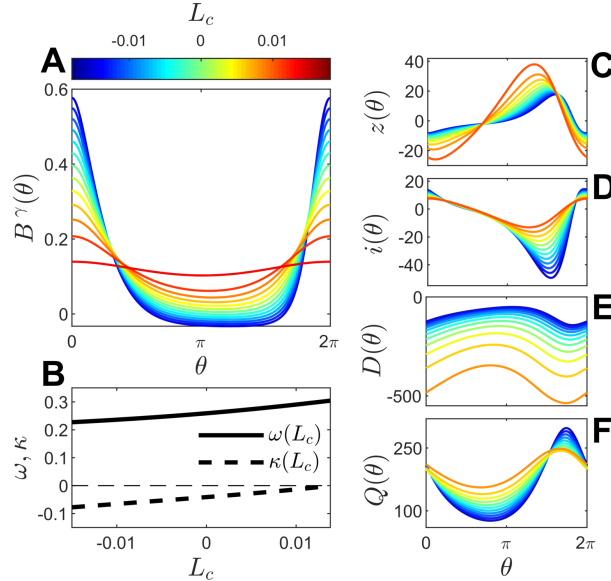 L_c
-0.01 0 0.01
A
B^γ(θ)
0.6
0.4
0.2
0
0 π 2π
θ
B
ω, κ
0.3
0.2
0.1
0
-0.1
ω(L_c)
κ(L_c)
-0.01 0 0.01
L_c
C
z(θ)
40
20
0
-20
D
i(θ)
20
0
-20
-40
E
D(θ)
0
-500
F
Q(θ)
250
100
0 π 2π
θ